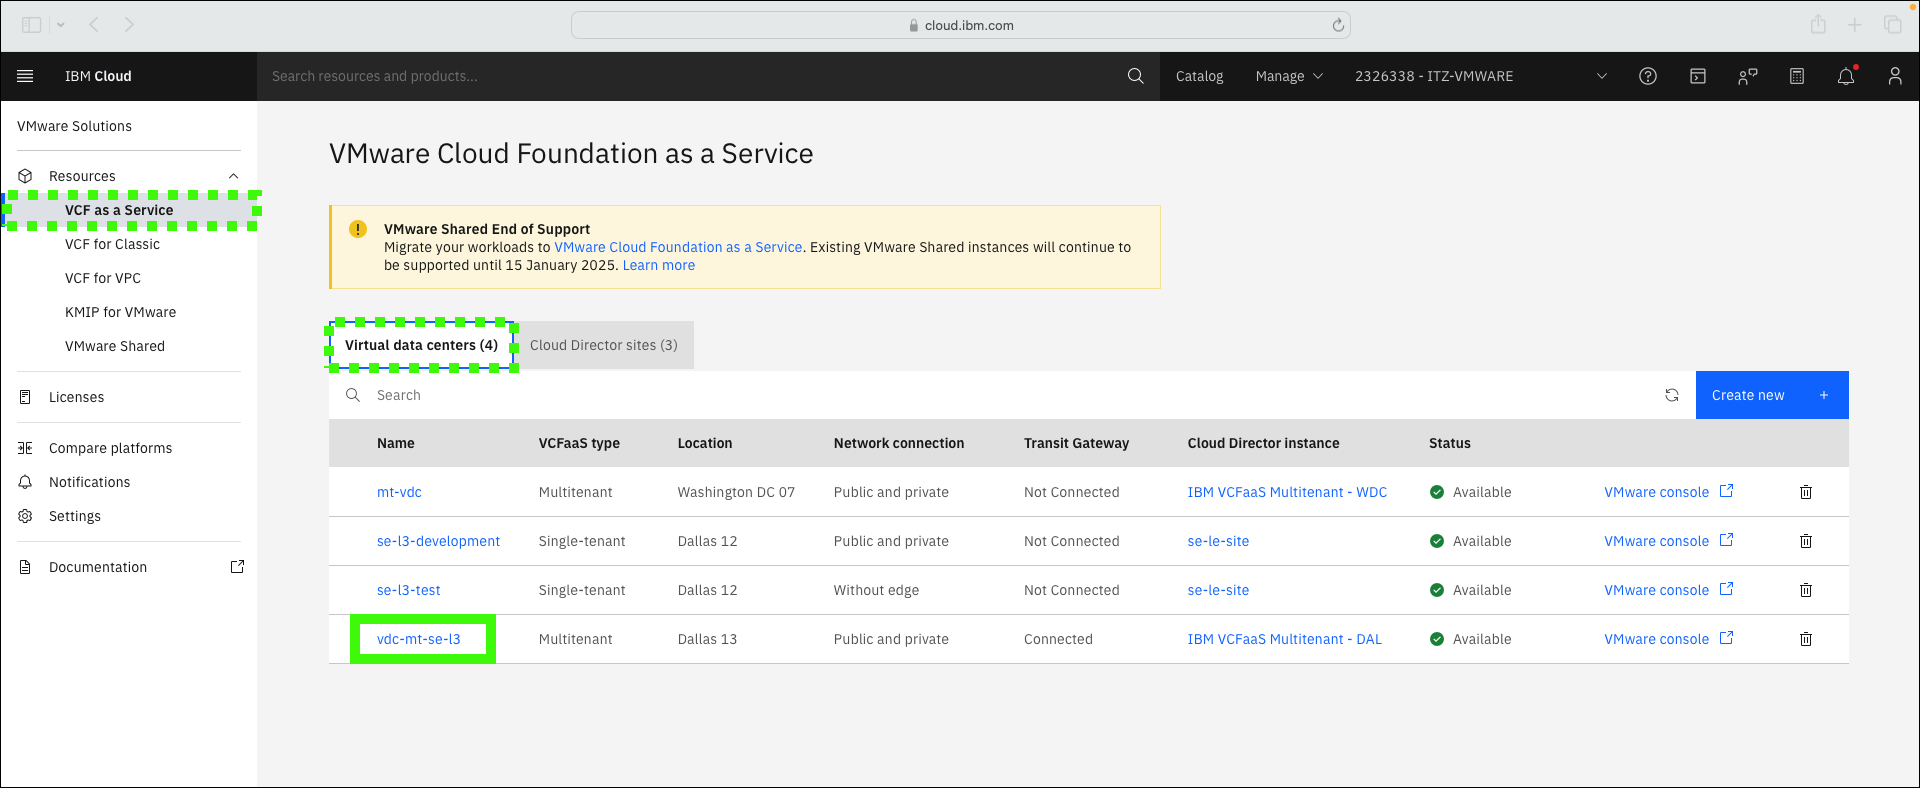 cloud.ibm.com
IBM Cloud
Search resources and products...
Catalog
Manage
2326338 - ITZ-VMWARE
VMware Solutions
Resources
VCF as a Service
VCF for Classic
VCF for VPC
KMIP for VMware
VMware Shared
Licenses
Compare platforms
Notifications
Settings
Documentation
VMware Cloud Foundation as a Service
VMware Shared End of Support
Migrate your workloads to VMware Cloud Foundation as a Service. Existing VMware Shared instances will continue to
be supported until 15 January 2025. Learn more
Virtual data centers (4) Cloud Director sites (3)
Search
Create new +
Name VCFaaS type Location Network connection Transit Gateway Cloud Director instance Status
mt-vdc Multitenant Washington DC 07 Public and private Not Connected IBM VCFaaS Multitenant - WDC Available VMware console
se-l3-development Single-tenant Dallas 12 Public and private Not Connected se-le-site Available VMware console
se-l3-test Single-tenant Dallas 12 Without edge Not Connected se-le-site Available VMware console
vdc-mt-se-l3 Multitenant Dallas 13 Public and private Connected IBM VCFaaS Multitenant - DAL Available VMware console